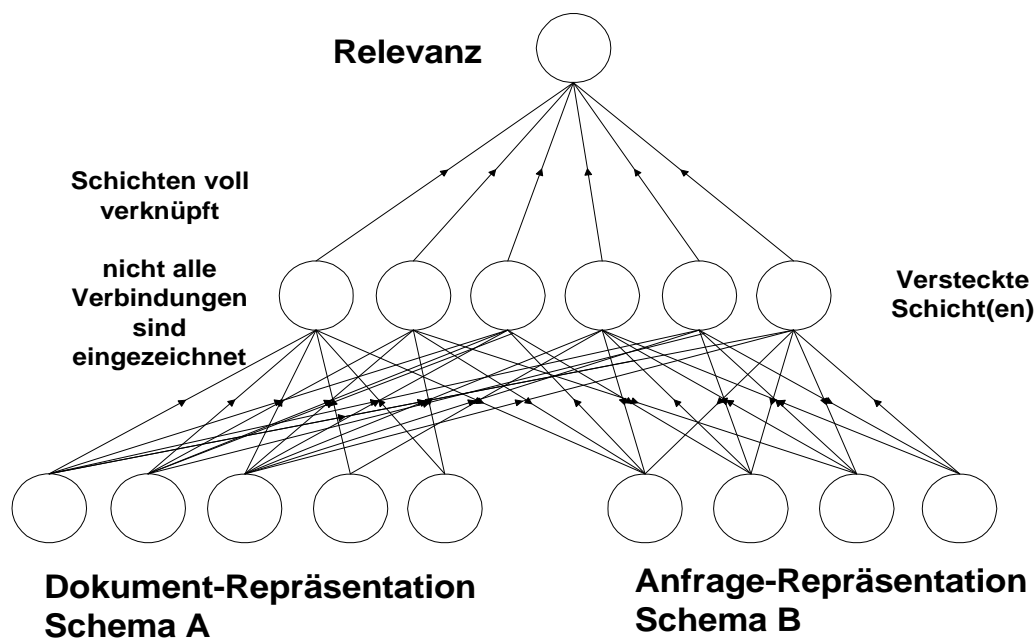 Relevanz
Schichten voll
verknüpft
nicht alle
Verbindungen
sind
eingezeichnet
Versteckte
Schicht(en)
Dokument-Repräsentation
Schema A
Anfrage-Repräsentation
Schema B